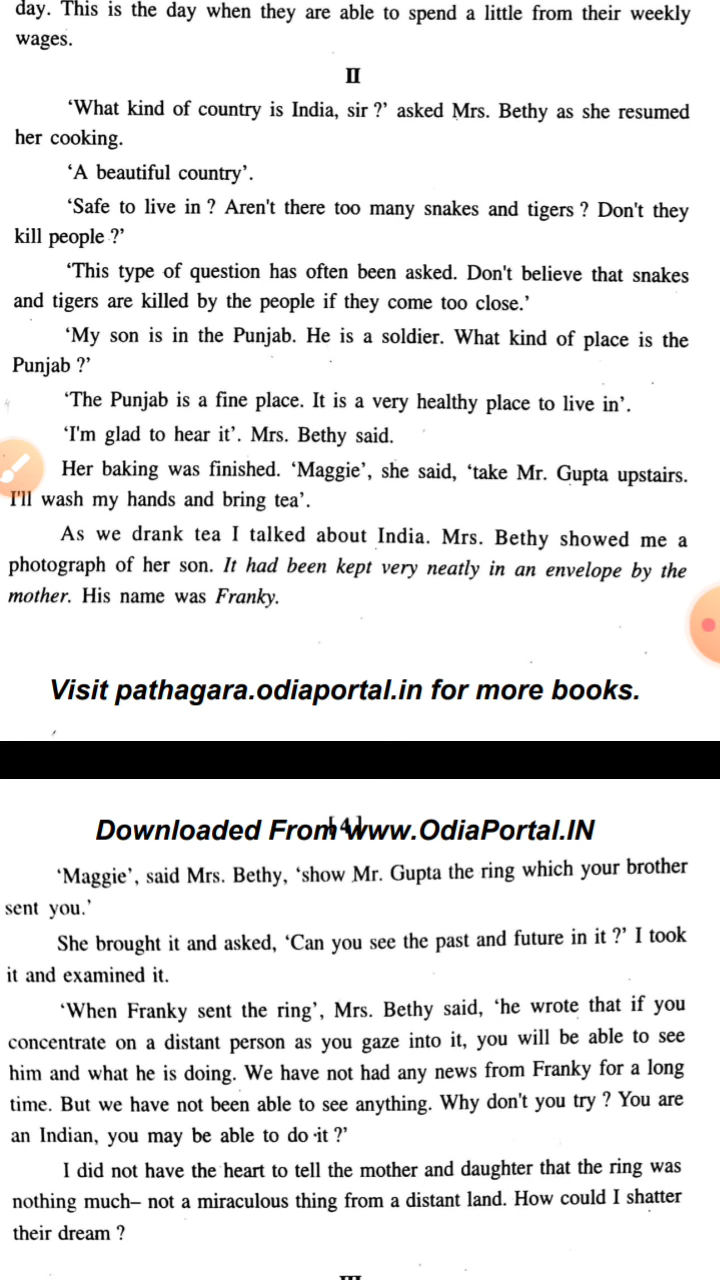 day. This is the day when they are able to spend a little from their weekly
wages.
II
‘What kind of country is India, sir ?’ asked Mrs. Bethy as she resumed
her cooking.
‘A beautiful country’.
‘Safe to live in ? Aren't there too many snakes and tigers ? Don't they
kill people ?’
‘This type of question has often been asked. Don't believe that snakes
and tigers are killed by the people if they come too close.’
‘My son is in the Punjab. He is a soldier. What kind of place is the
Punjab ?’
‘The Punjab is a fine place. It is a very healthy place to live in’.
‘I'm glad to hear it’. Mrs. Bethy said.
Her baking was finished. ‘Maggie’, she said, ‘take Mr. Gupta upstairs.
I'll wash my hands and bring tea’.
As we drank tea I talked about India. Mrs. Bethy showed me a
photograph of her son. It had been kept very neatly in an envelope by the
mother. His name was Franky.
Visit pathagara.odiaportal.in for more books.
Downloaded From www.OdiaPortal.IN
‘Maggie’, said Mrs. Bethy, ‘show Mr. Gupta the ring which your brother
sent you.’
She brought it and asked, ‘Can you see the past and future in it ?’ I took
it and examined it.
‘When Franky sent the ring’, Mrs. Bethy said, ‘he wrote that if you
concentrate on a distant person as you gaze into it, you will be able to see
him and what he is doing. We have not had any news from Franky for a long
time. But we have not been able to see anything. Why don't you try ? You are
an Indian, you may be able to do it ?’
I did not have the heart to tell the mother and daughter that the ring was
nothing much– not a miraculous thing from a distant land. How could I shatter
their dream ?